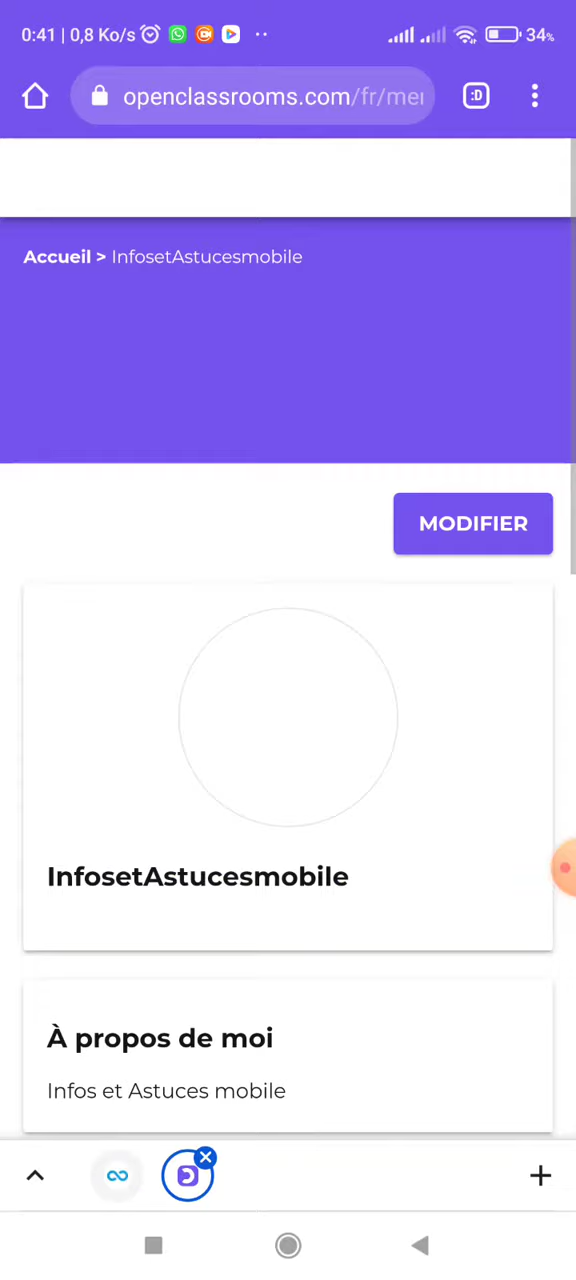 0:41 | 0,8 Ko/s
34%
openclassrooms.com/fr/mer
:D
Accueil > InfosetAstucesmobile
MODIFIER
InfosetAstucesmobile
À propos de moi
Infos et Astuces mobile